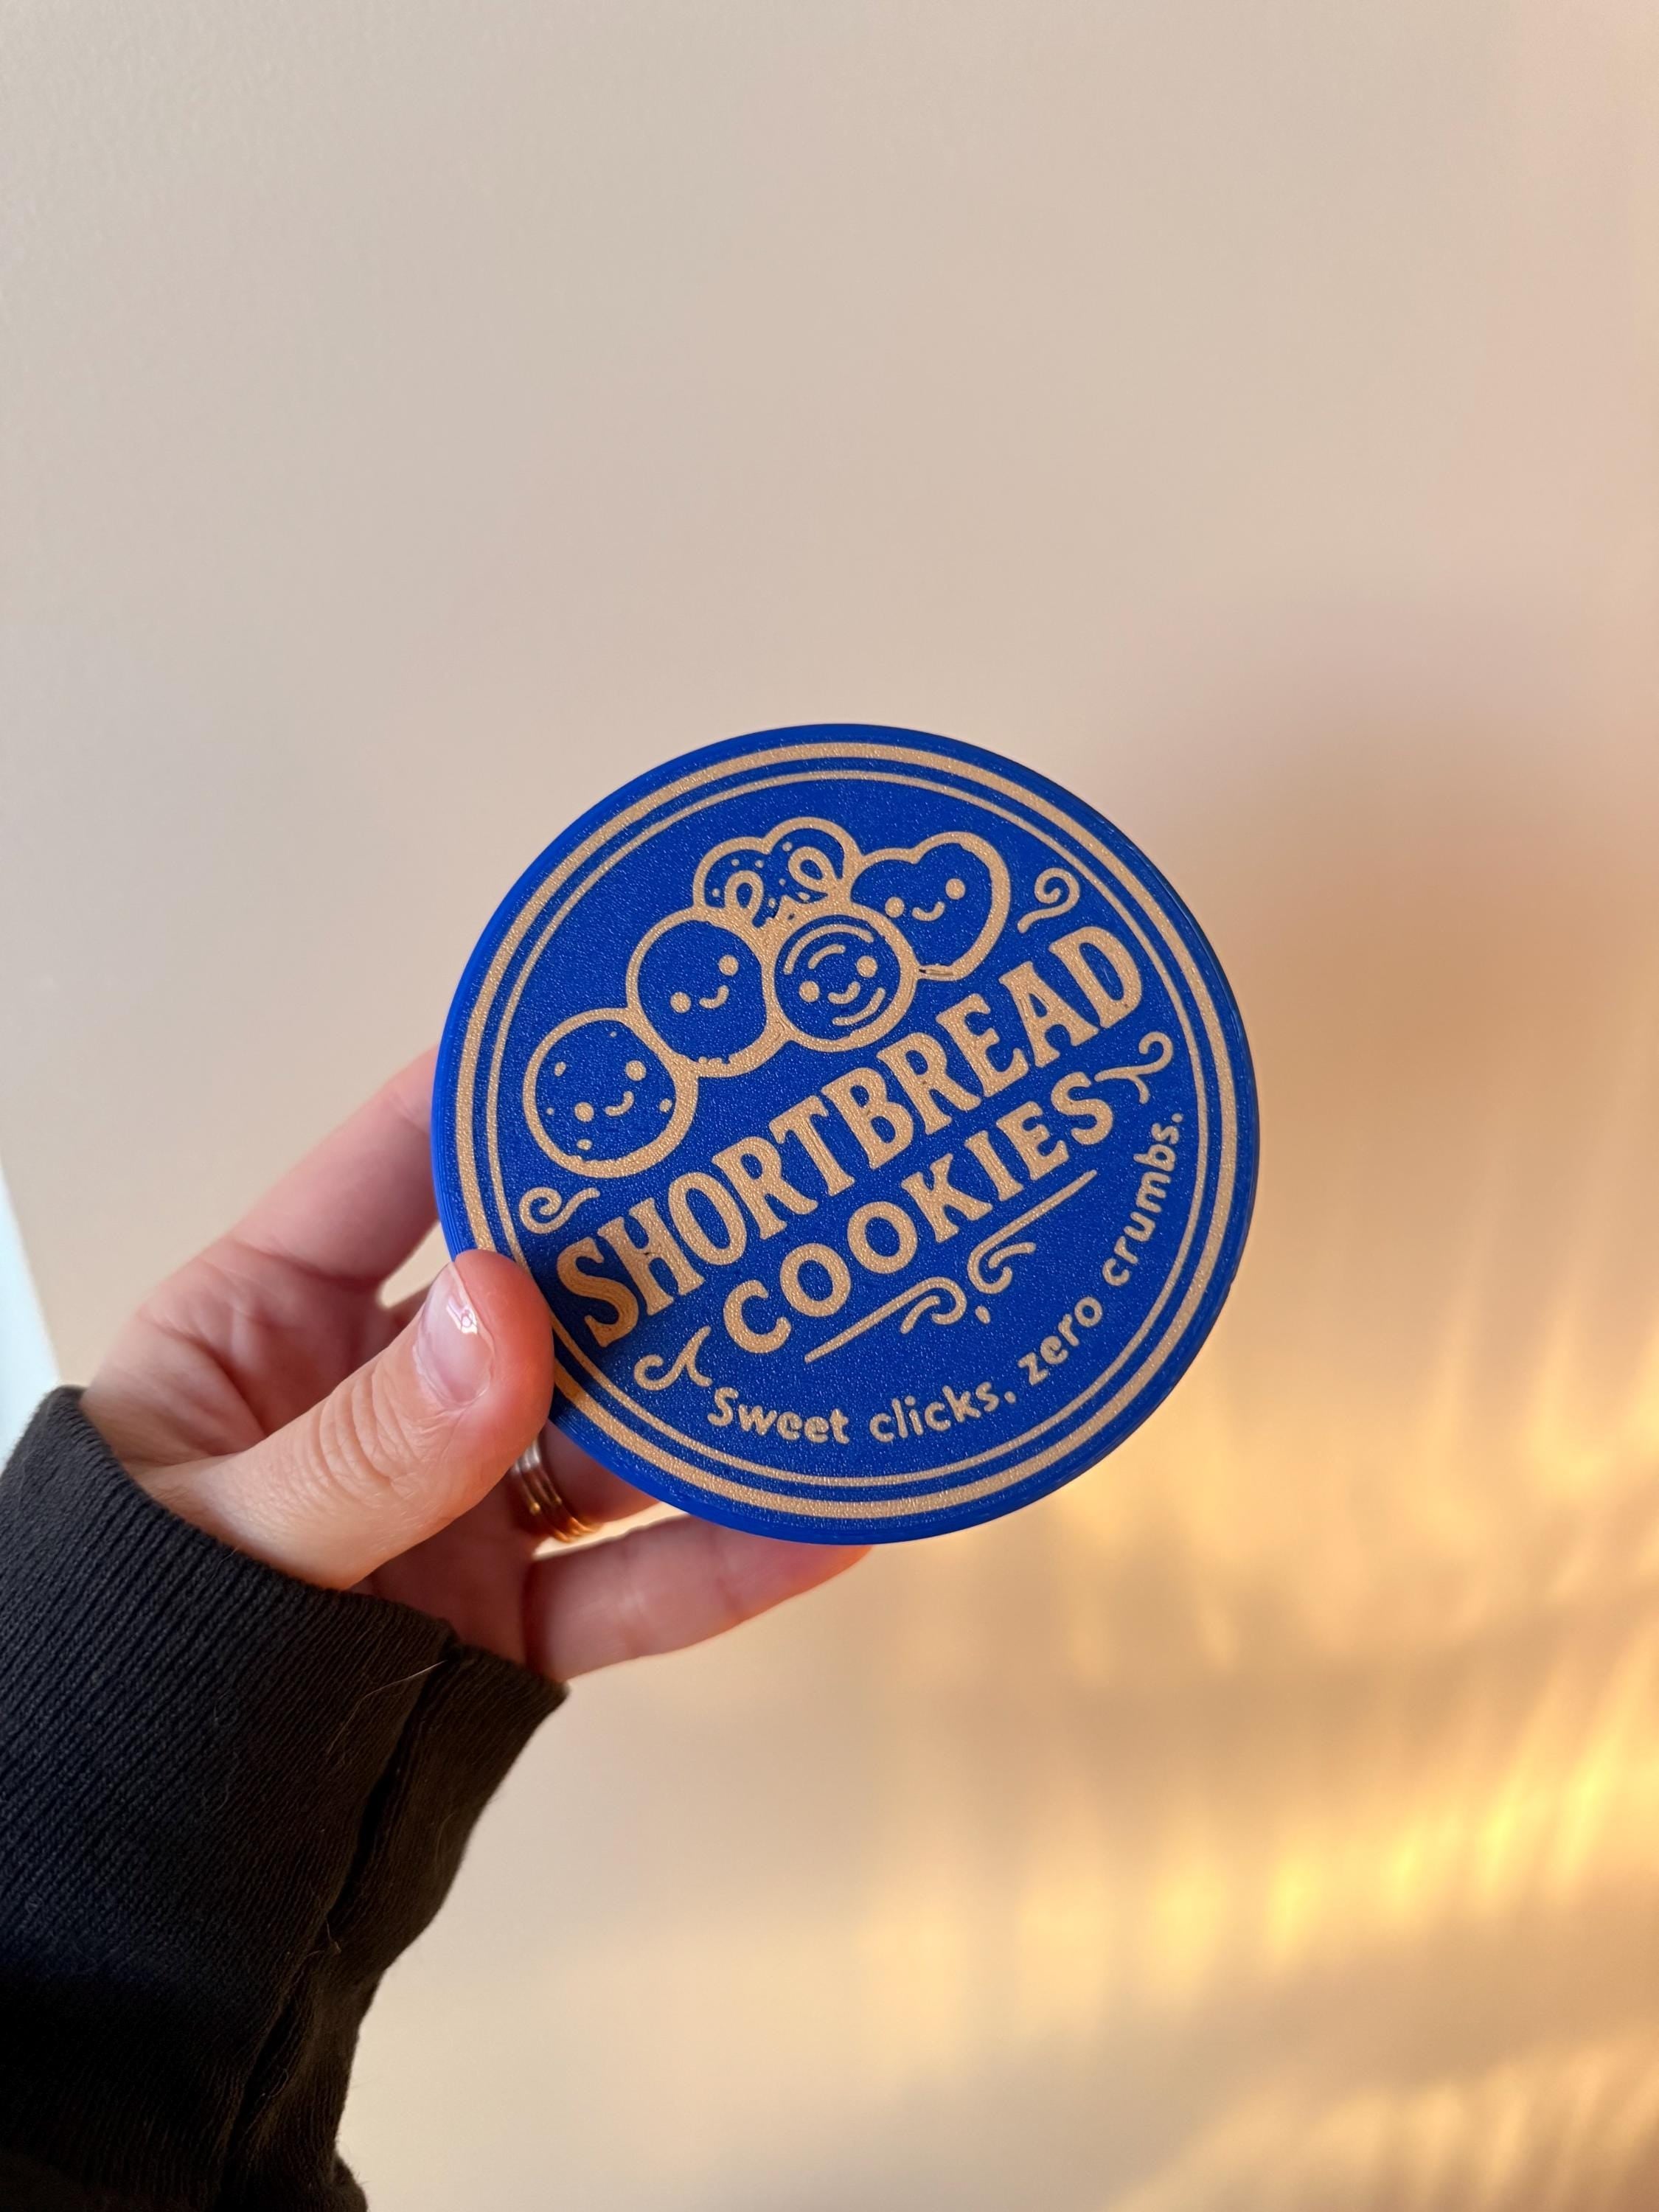 SHORTBREAD
COOKIES
Sweet clicks, zero crumbs.